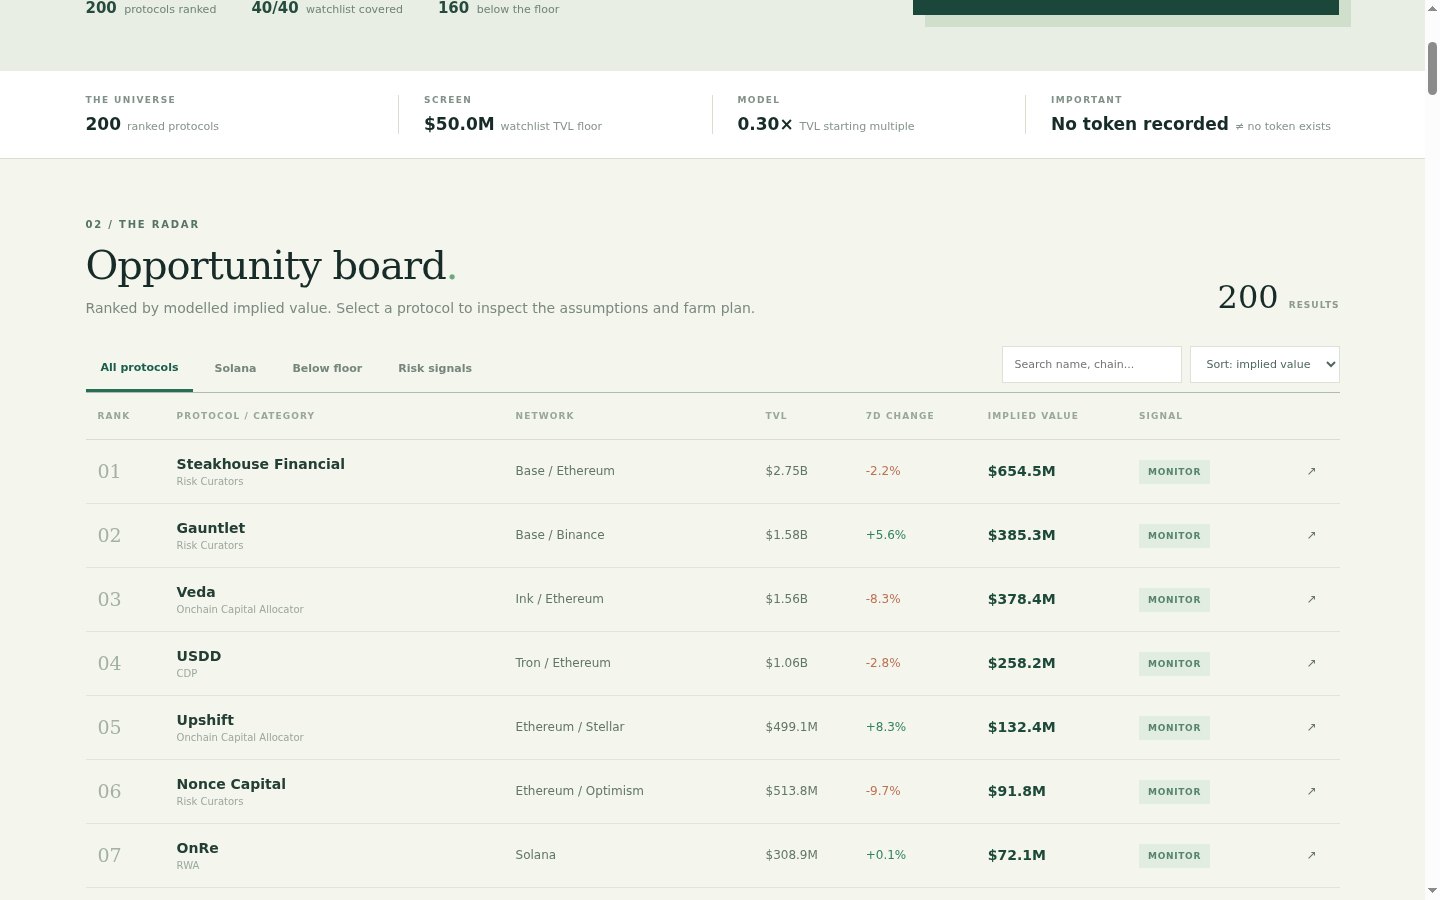 200 protocols ranked 40/40 watchlist covered 160 below the floor
THE UNIVERSE
200 ranked protocols
SCREEN
$50.0M watchlist TVL floor
MODEL
0.30× TVL starting multiple
IMPORTANT
No token recorded ≠ no token exists
02 / THE RADAR
Opportunity board.
Ranked by modelled implied value. Select a protocol to inspect the assumptions and farm plan.
200 RESULTS
All protocols Solana Below floor Risk signals
Search name, chain... Sort: implied value
RANK PROTOCOL / CATEGORY NETWORK TVL 7D CHANGE IMPLIED VALUE SIGNAL
01 Steakhouse Financial Base / Ethereum $2.75B -2.2% $654.5M MONITOR ↗
Risk Curators
02 Gauntlet Base / Binance $1.58B +5.6% $385.3M MONITOR ↗
Risk Curators
03 Veda Ink / Ethereum $1.56B -8.3% $378.4M MONITOR ↗
Onchain Capital Allocator
04 USDD Tron / Ethereum $1.06B -2.8% $258.2M MONITOR ↗
CDP
05 Upshift Ethereum / Stellar $499.1M +8.3% $132.4M MONITOR ↗
Onchain Capital Allocator
06 Nonce Capital Ethereum / Optimism $513.8M -9.7% $91.8M MONITOR ↗
Risk Curators
07 OnRe Solana $308.9M +0.1% $72.1M MONITOR ↗
RWA